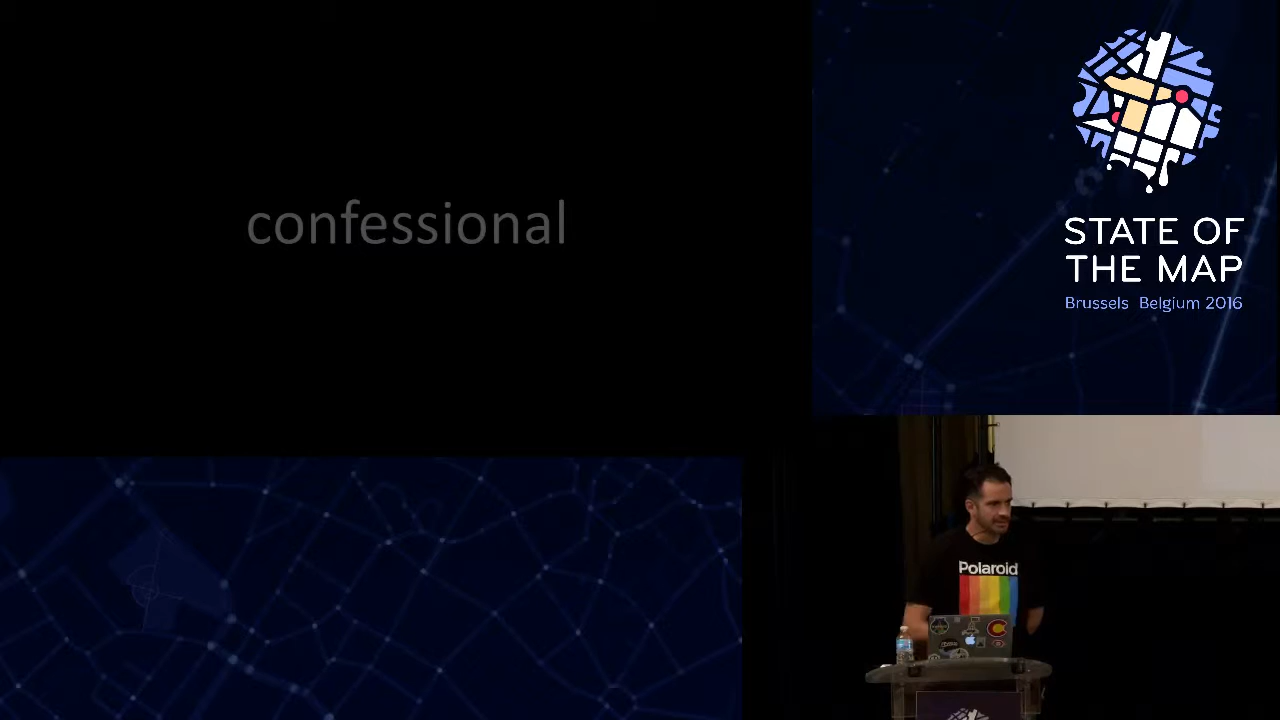 confessional
STATE OF
THE MAP
Brussels Belgium 2016
Polaroid